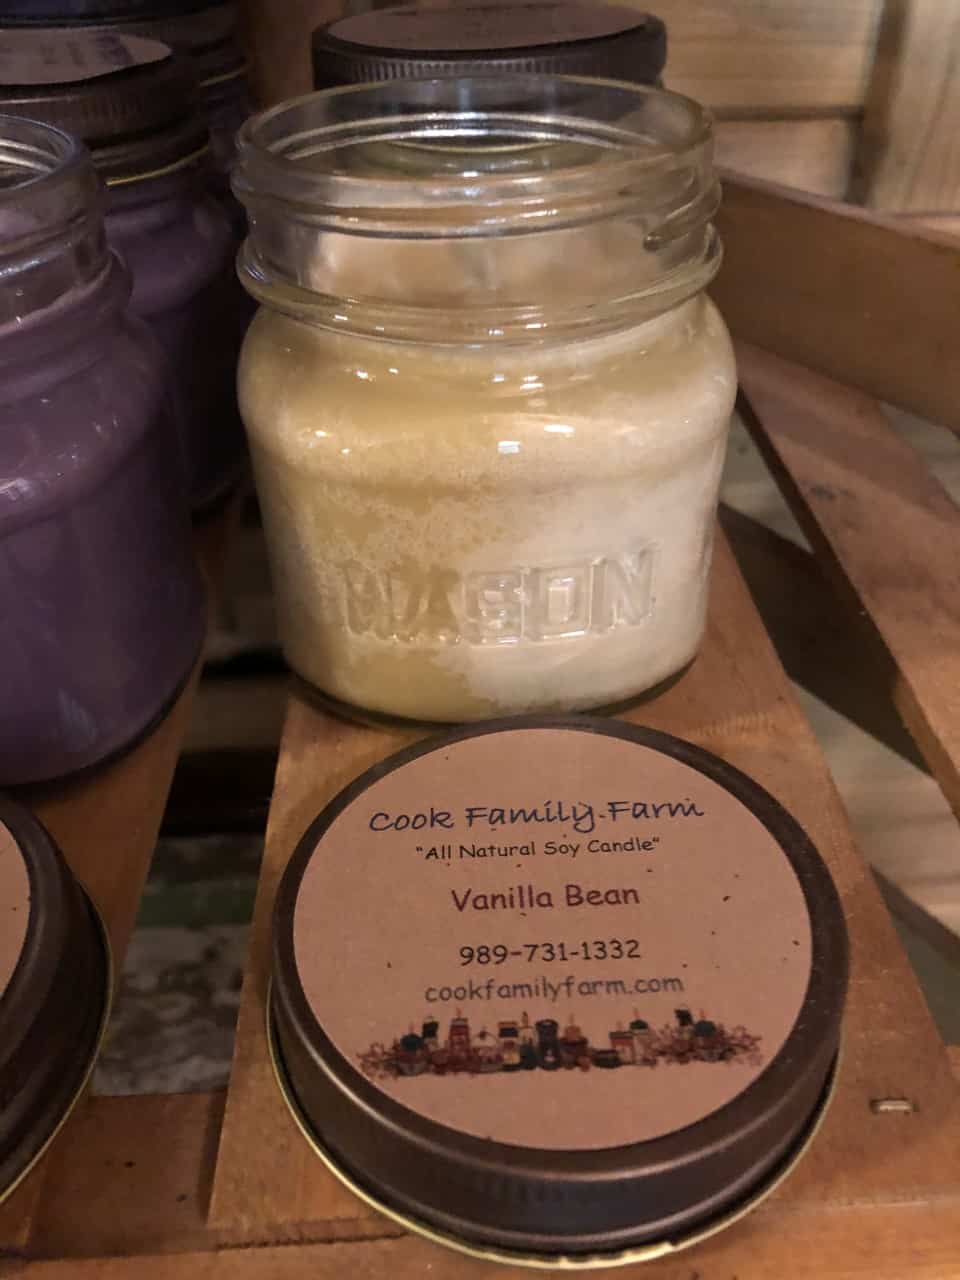 MASON
Cook Family Farm
"All Natural Soy Candle"
Vanilla Bean
989-731-1332
cookfamilyfarm.com